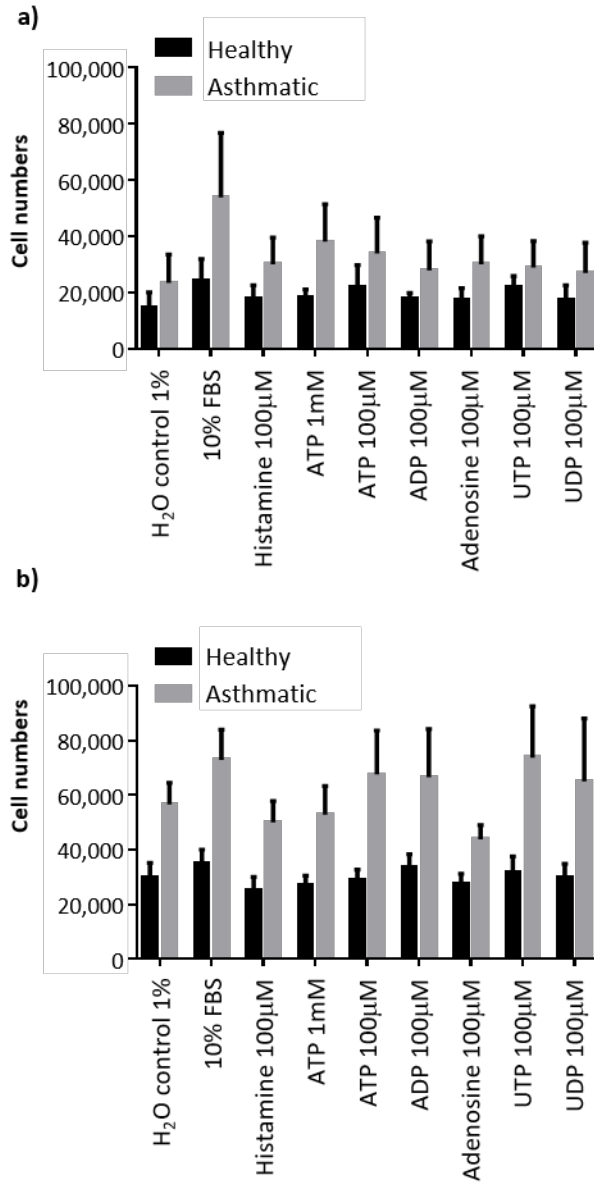 a)
Healthy
Asthmatic
Cell numbers
100,000
80,000
60,000
40,000
20,000
0
H₂O control 1%
10% FBS
Histamine 100μM
ATP 1mM
ATP 100μM
ADP 100μM
Adenosine 100μM
UTP 100μM
UDP 100μM
b)
Healthy
Asthmatic
Cell numbers
100,000
80,000
60,000
40,000
20,000
0
H₂O control 1%
10% FBS
Histamine 100μM
ATP 1mM
ATP 100μM
ADP 100μM
Adenosine 100μM
UTP 100μM
UDP 100μM